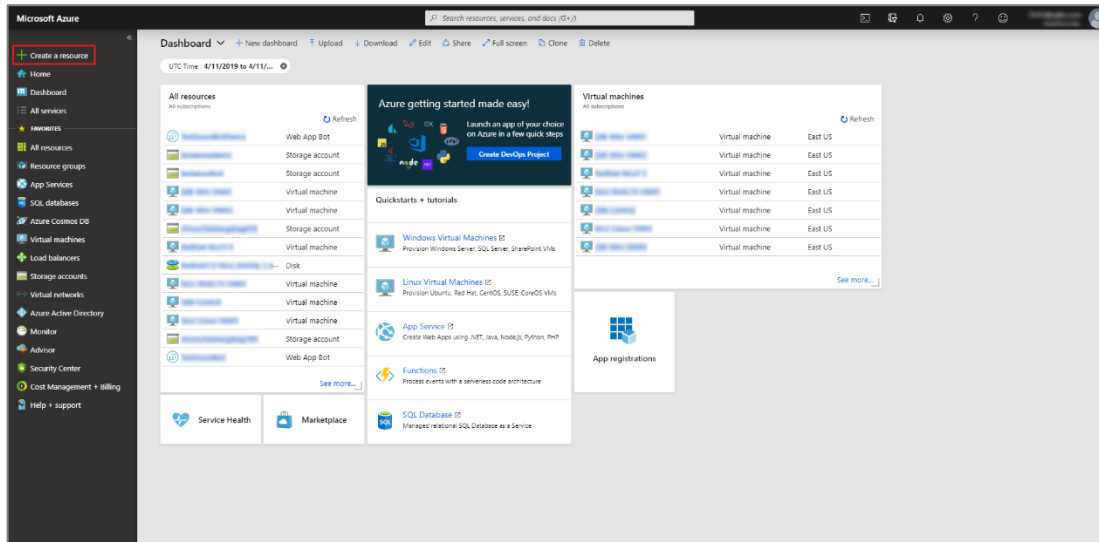 Microsoft Azure
Search resources, services, and docs (G+/)
«
Create a resource
Home
Dashboard
All services
FAVORITES
All resources
Resource groups
App Services
SQL databases
Azure Cosmos DB
Virtual machines
Load balancers
Storage accounts
Virtual networks
Azure Active Directory
Monitor
Advisor
Security Center
Cost Management + Billing
Help + support
Dashboard
+ New dashboard
Upload
Download
Edit
Share
Full screen
Clone
Delete
UTC Time : 4/11/2019 to 4/11/...
All resources
All subscriptions
Refresh
Web App Bot
Storage account
Storage account
Virtual machine
Virtual machine
Storage account
Virtual machine
Disk
Virtual machine
Virtual machine
Virtual machine
Storage account
Web App Bot
See more...
Service Health
Marketplace
Azure getting started made easy!
Launch an app of your choice
on Azure in a few quick steps
Create DevOps Project
node
php
NET
Quickstarts + tutorials
Windows Virtual Machines
Provision Windows Server, SQL Server, SharePoint VMs
Linux Virtual Machines
Provision Ubuntu, Red Hat, CentOS, SUSE, CoreOS VMs
App Service
Create Web Apps using .NET, Java, Node.js, Python, PHP
Functions
Process events with a serverless code architecture
SQL
SQL Database
Managed relational SQL Database as a Service
Virtual machines
All subscriptions
Refresh
Virtual machine East US
Virtual machine East US
Virtual machine East US
Virtual machine East US
Virtual machine East US
Virtual machine East US
Virtual machine East US
See more...
App registrations